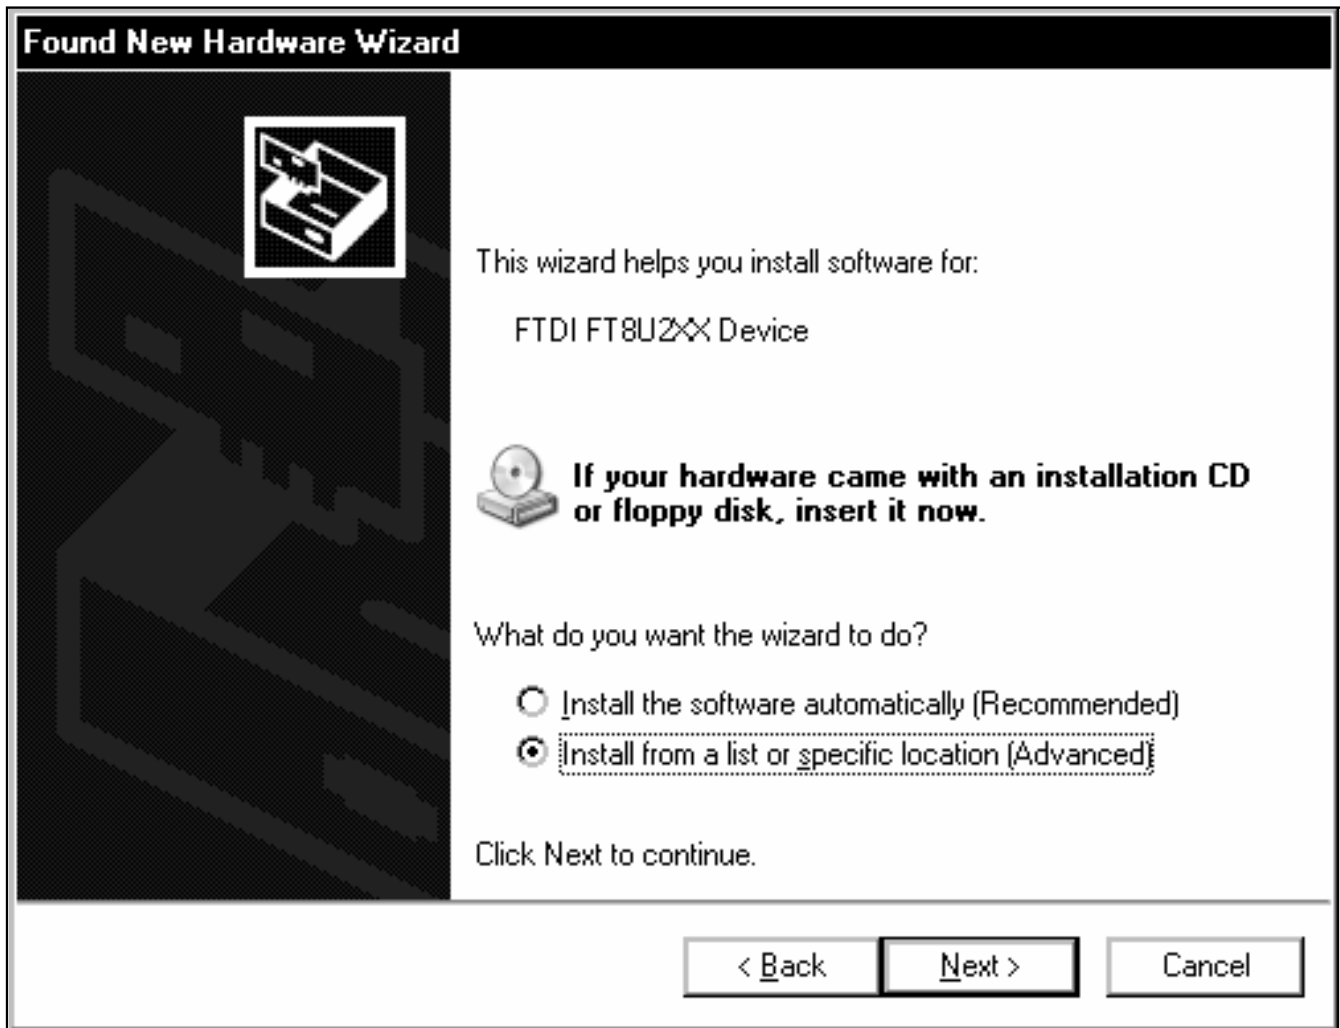 Found New Hardware Wizard
This wizard helps you install software for:
FTDI FT8U2XX Device
If your hardware came with an installation CD
or floppy disk, insert it now.
What do you want the wizard to do?
Install the software automatically (Recommended)
Install from a list or specific location (Advanced)
Click Next to continue.
< Back Next > Cancel